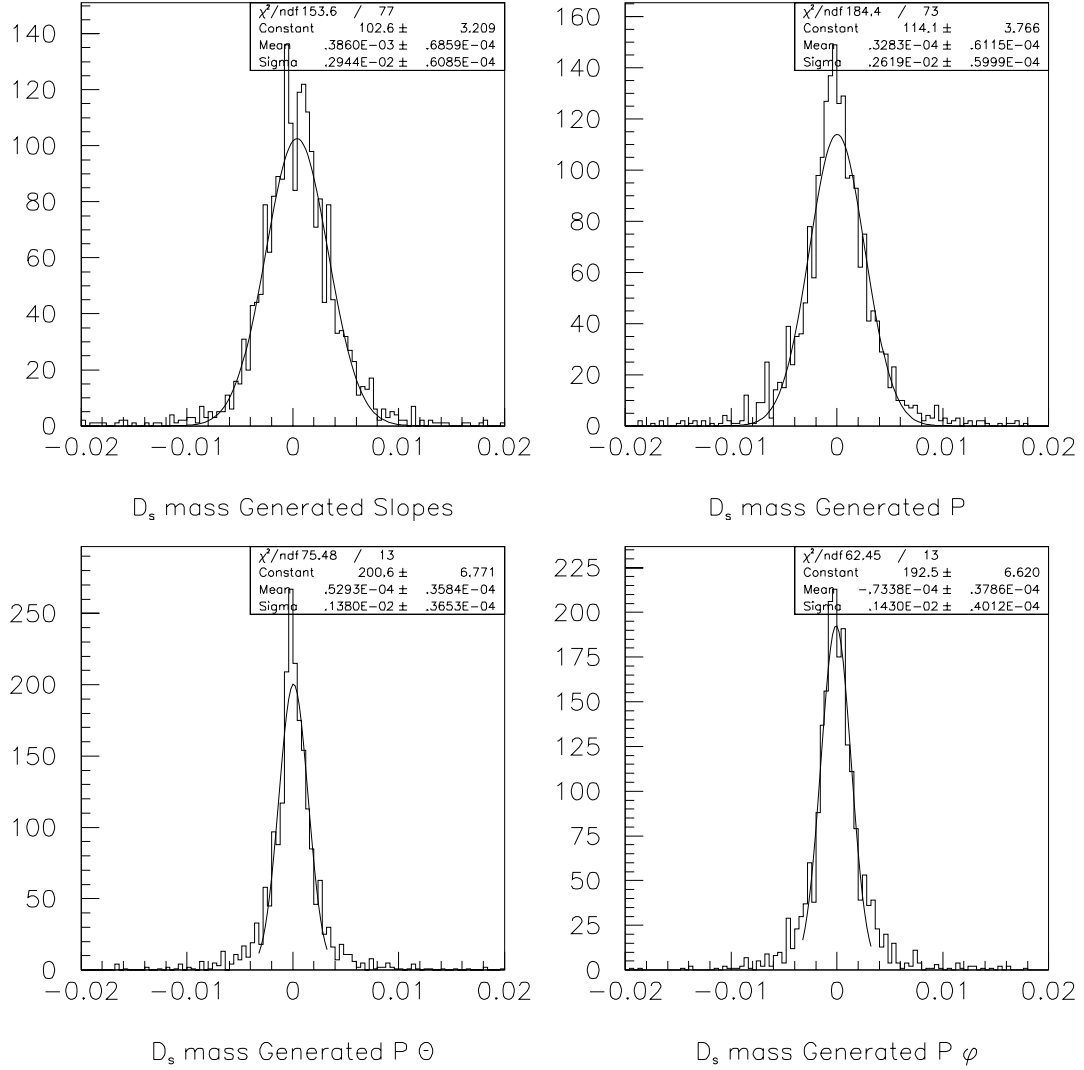 χ²/ndf 153.6 / 77
Constant 102.6 ± 3.209
Mean .3860E-03 ± .6859E-04
Sigma .2944E-02 ± .6085E-04
140
120
100
80
60
40
20
0
-0.02 -0.01 0 0.01 0.02
Dₛ mass Generated Slopes
χ²/ndf 184.4 / 73
Constant 114.1 ± 3.766
Mean .3283E-04 ± .6115E-04
Sigma .2619E-02 ± .5999E-04
160
140
120
100
80
60
40
20
0
-0.02 -0.01 0 0.01 0.02
Dₛ mass Generated P
χ²/ndf 75.48 / 13
Constant 200.6 ± 6.771
Mean .5293E-04 ± .3584E-04
Sigma .1380E-02 ± .3653E-04
250
200
150
100
50
0
-0.02 -0.01 0 0.01 0.02
Dₛ mass Generated P Θ
χ²/ndf 62.45 / 13
Constant 192.5 ± 6.620
Mean -.7338E-04 ± .3786E-04
Sigma .1430E-02 ± .4012E-04
225
200
175
150
125
100
75
50
25
0
-0.02 -0.01 0 0.01 0.02
Dₛ mass Generated P φ